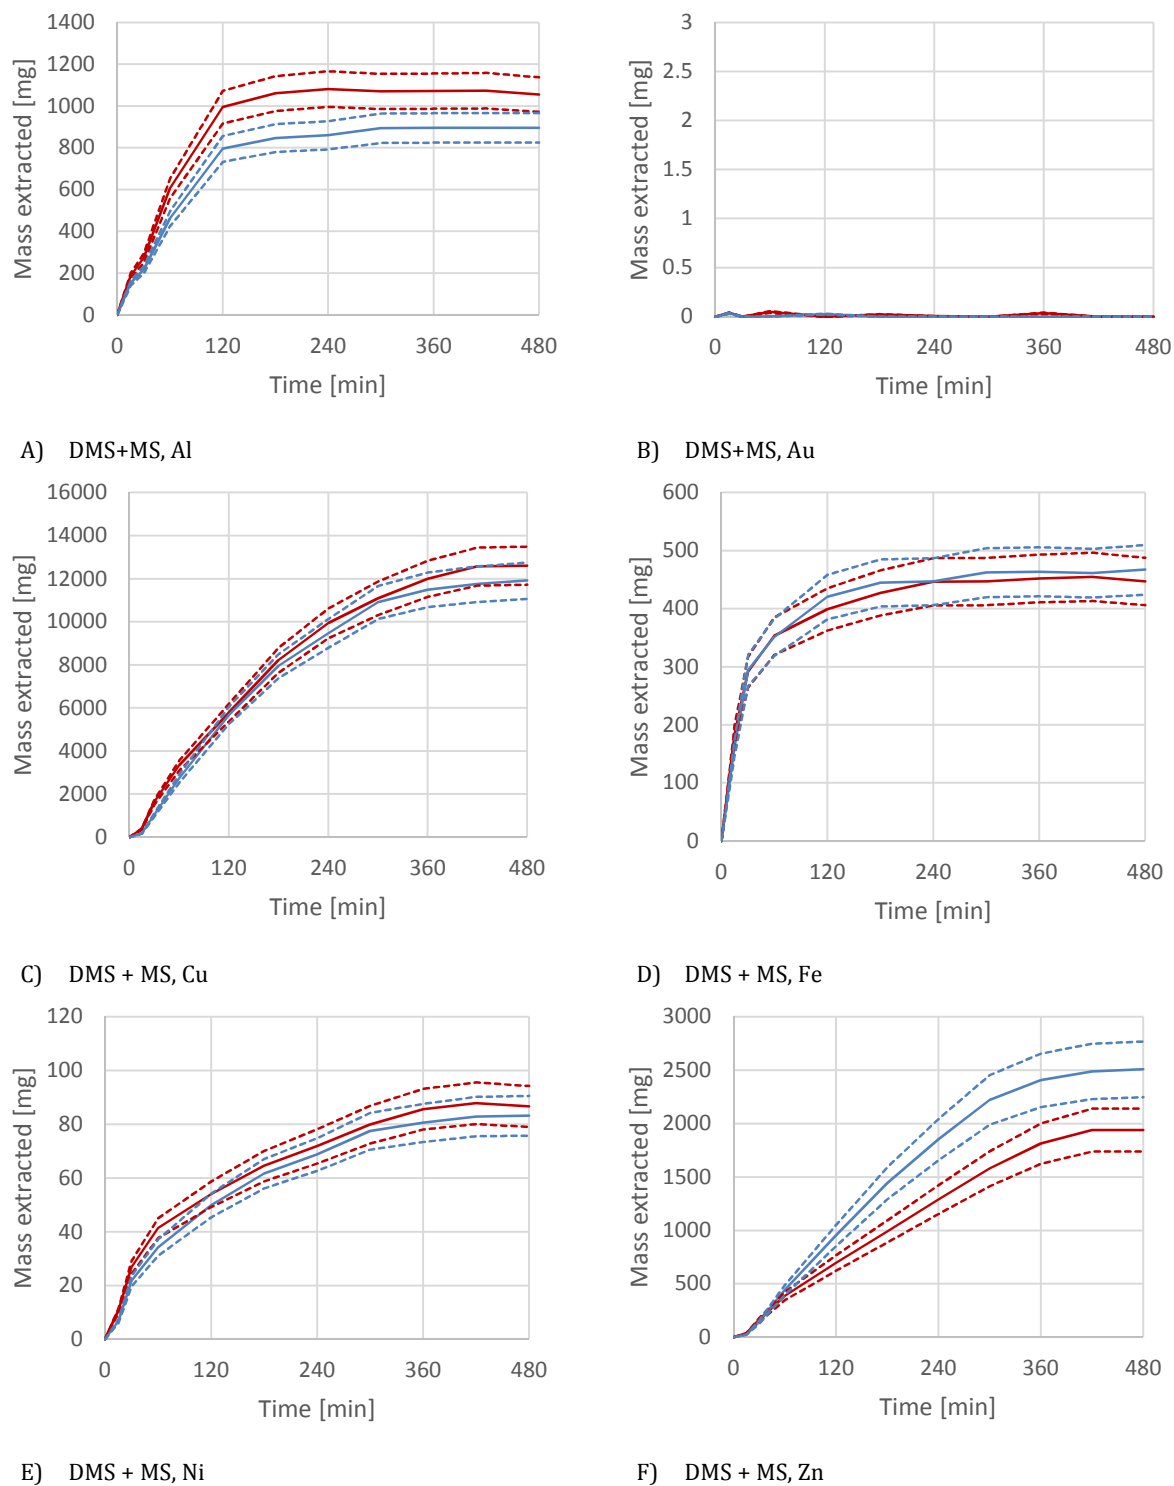 1400
1200
1000
800
600
400
200
0
0 120 240 360 480
Mass extracted [mg]
Time [min]
3
2.5
2
1.5
1
0.5
0
0 120 240 360 480
Mass extracted [mg]
Time [min]
A) DMS+MS, Al
B) DMS+MS, Au
16000
14000
12000
10000
8000
6000
4000
2000
0
0 120 240 360 480
Mass extracted [mg]
Time [min]
600
500
400
300
200
100
0
0 120 240 360 480
Mass extracted [mg]
Time [min]
C) DMS + MS, Cu
D) DMS + MS, Fe
120
100
80
60
40
20
0
0 120 240 360 480
Mass extracted [mg]
Time [min]
3000
2500
2000
1500
1000
500
0
0 120 240 360 480
Mass extracted [mg]
Time [min]
E) DMS + MS, Ni
F) DMS + MS, Zn